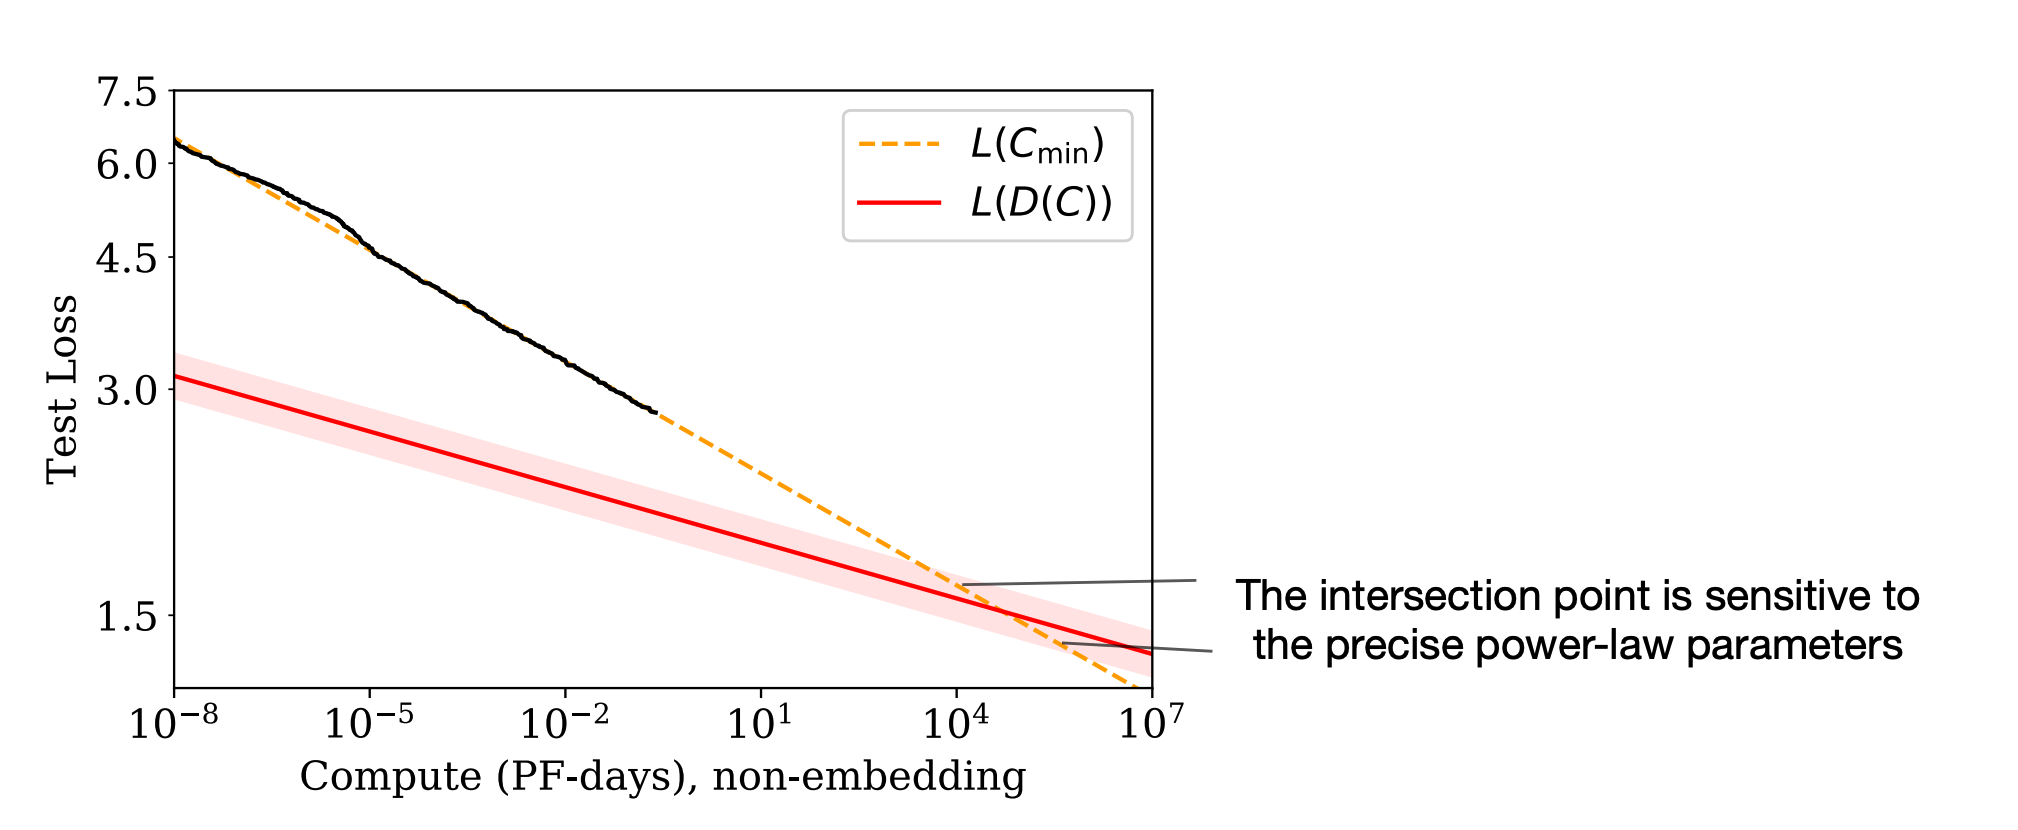 7.5
6.0
4.5
3.0
1.5
Test Loss
L(C_min)
L(D(C))
10⁻⁸ 10⁻⁵ 10⁻² 10¹ 10⁴ 10⁷
Compute (PF-days), non-embedding
The intersection point is sensitive to
the precise power-law parameters